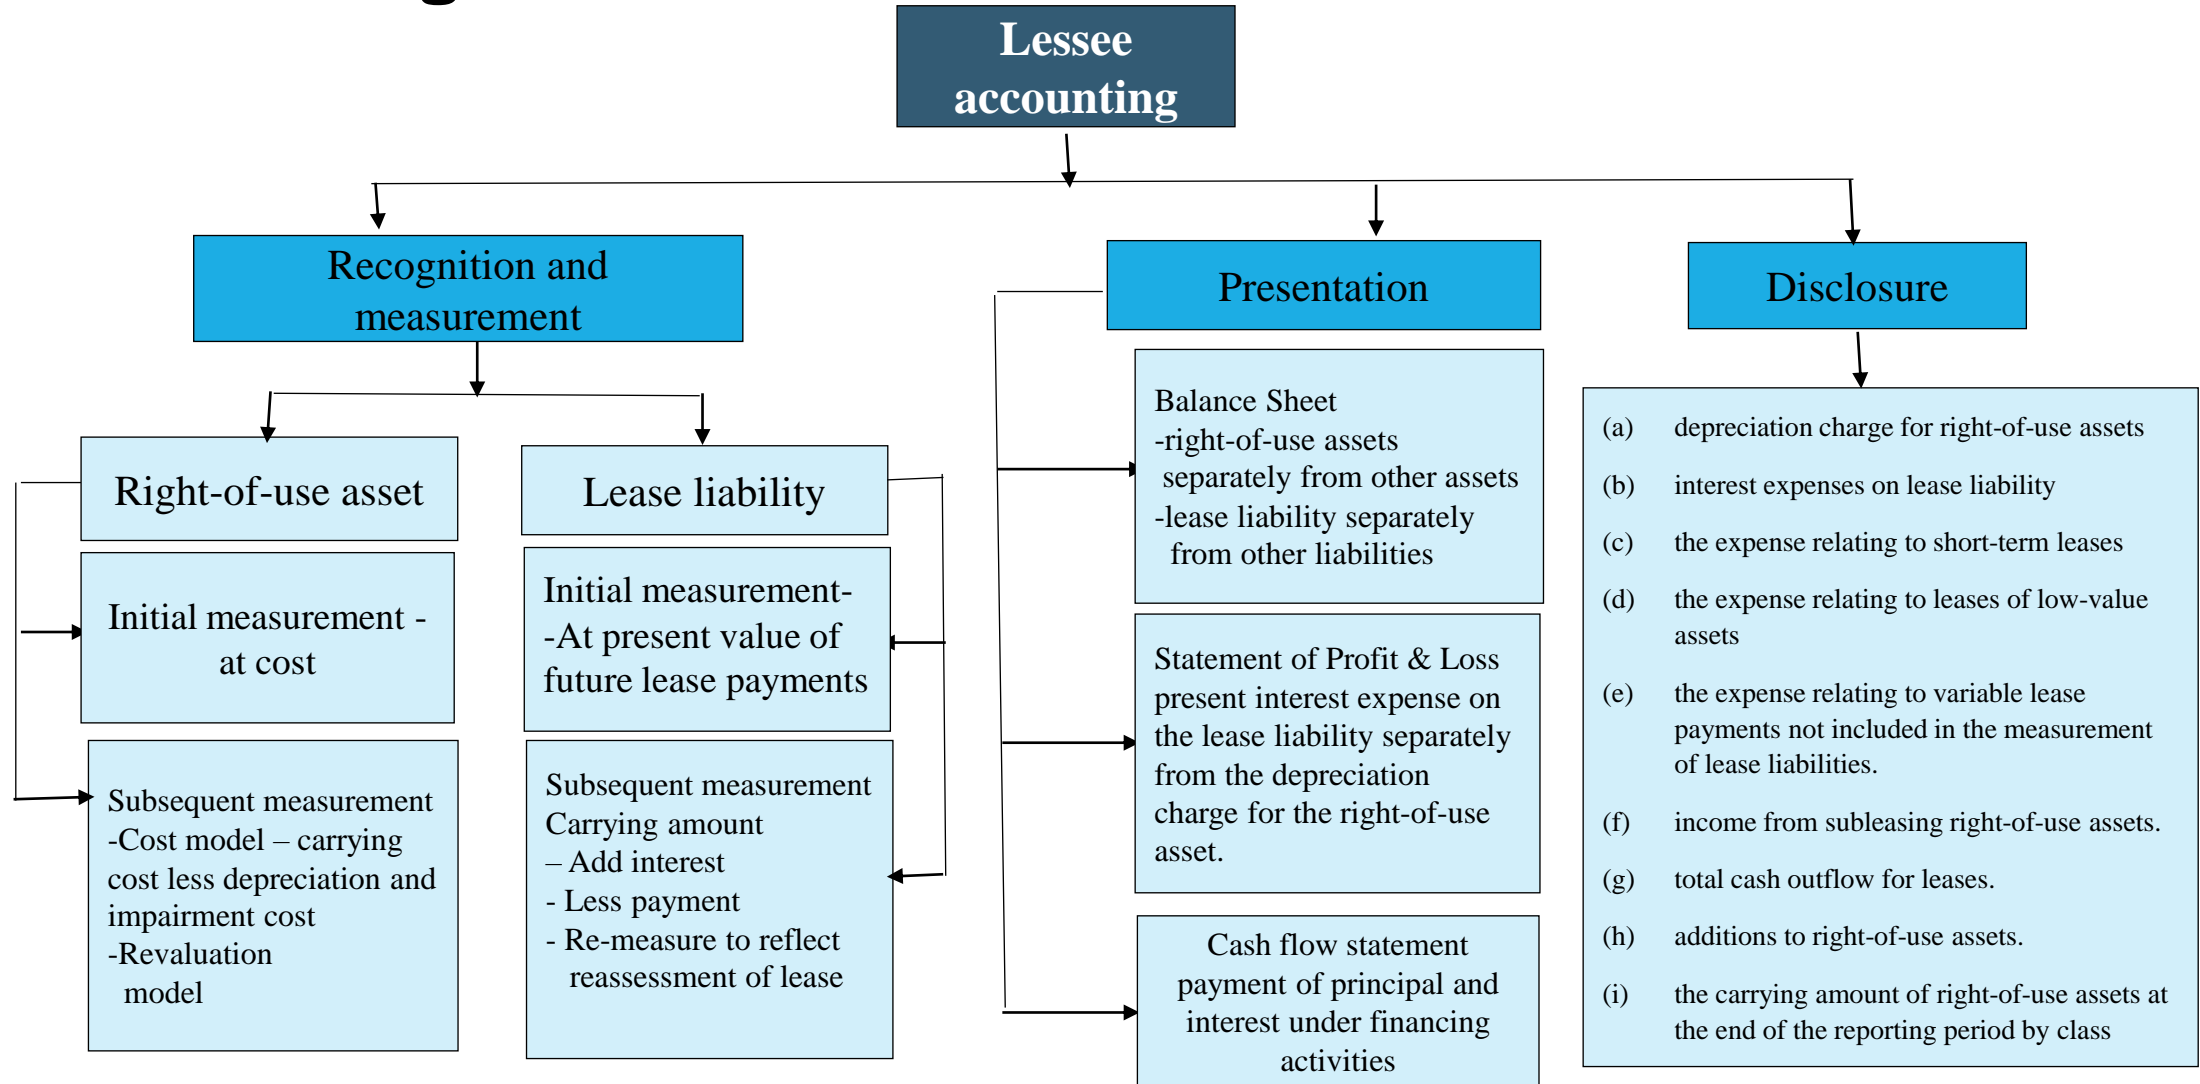 Lessee
accounting
Recognition and
measurement
Right-of-use asset
Initial measurement -
at cost
Subsequent measurement
-Cost model – carrying
cost less depreciation and
impairment cost
-Revaluation
model
Lease liability
Initial measurement-
-At present value of
future lease payments
Subsequent measurement
Carrying amount
– Add interest
- Less payment
- Re-measure to reflect
reassessment of lease
Presentation
Balance Sheet
-right-of-use assets
separately from other assets
-lease liability separately
from other liabilities
Statement of Profit & Loss
present interest expense on
the lease liability separately
from the depreciation
charge for the right-of-use
asset.
Cash flow statement
payment of principal and
interest under financing
activities
Disclosure
(a) depreciation charge for right-of-use assets
(b) interest expenses on lease liability
(c) the expense relating to short-term leases
(d) the expense relating to leases of low-value
assets
(e) the expense relating to variable lease
payments not included in the measurement
of lease liabilities.
(f) income from subleasing right-of-use assets.
(g) total cash outflow for leases.
(h) additions to right-of-use assets.
(i) the carrying amount of right-of-use assets at
the end of the reporting period by class